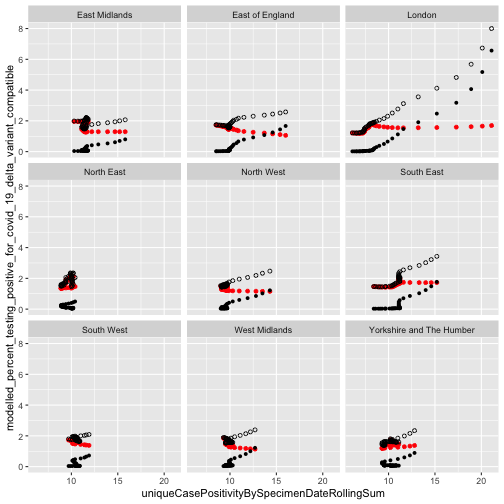 East Midlands East of England London
8
6
4
2
0
North East North West South East
8
6
4
2
0
South West West Midlands Yorkshire and The Humber
8
6
4
2
0
10 15 20 10 15 20 10 15 20
uniqueCasePositivityBySpecimenDateRollingSum
modelled_percent_testing_positive_for_covid_19_delta_variant_compatible